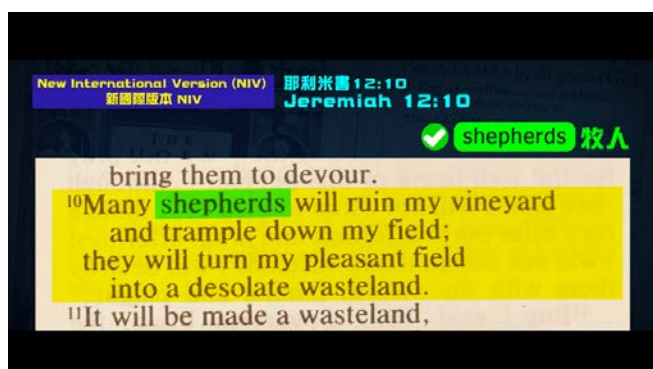 New International Version (NIV)
新國際版本 NIV
耶利米書12:10
Jeremiah 12:10
shepherds 牧人
bring them to devour.
10Many shepherds will ruin my vineyard
and trample down my field;
they will turn my pleasant field
into a desolate wasteland.
11It will be made a wasteland,